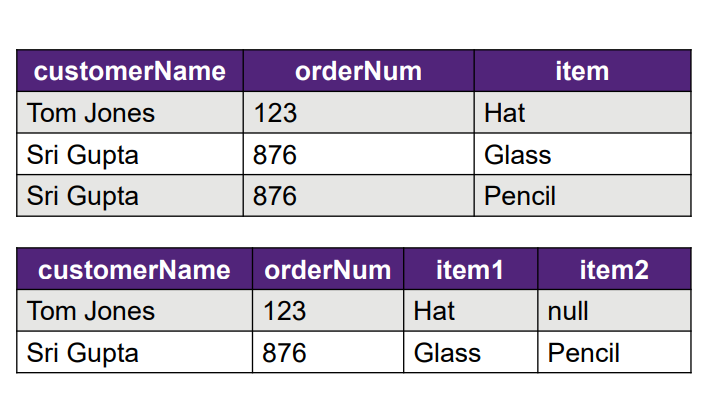 customerName orderNum item
Tom Jones 123 Hat
Sri Gupta 876 Glass
Sri Gupta 876 Pencil
customerName orderNum item1 item2
Tom Jones 123 Hat null
Sri Gupta 876 Glass Pencil